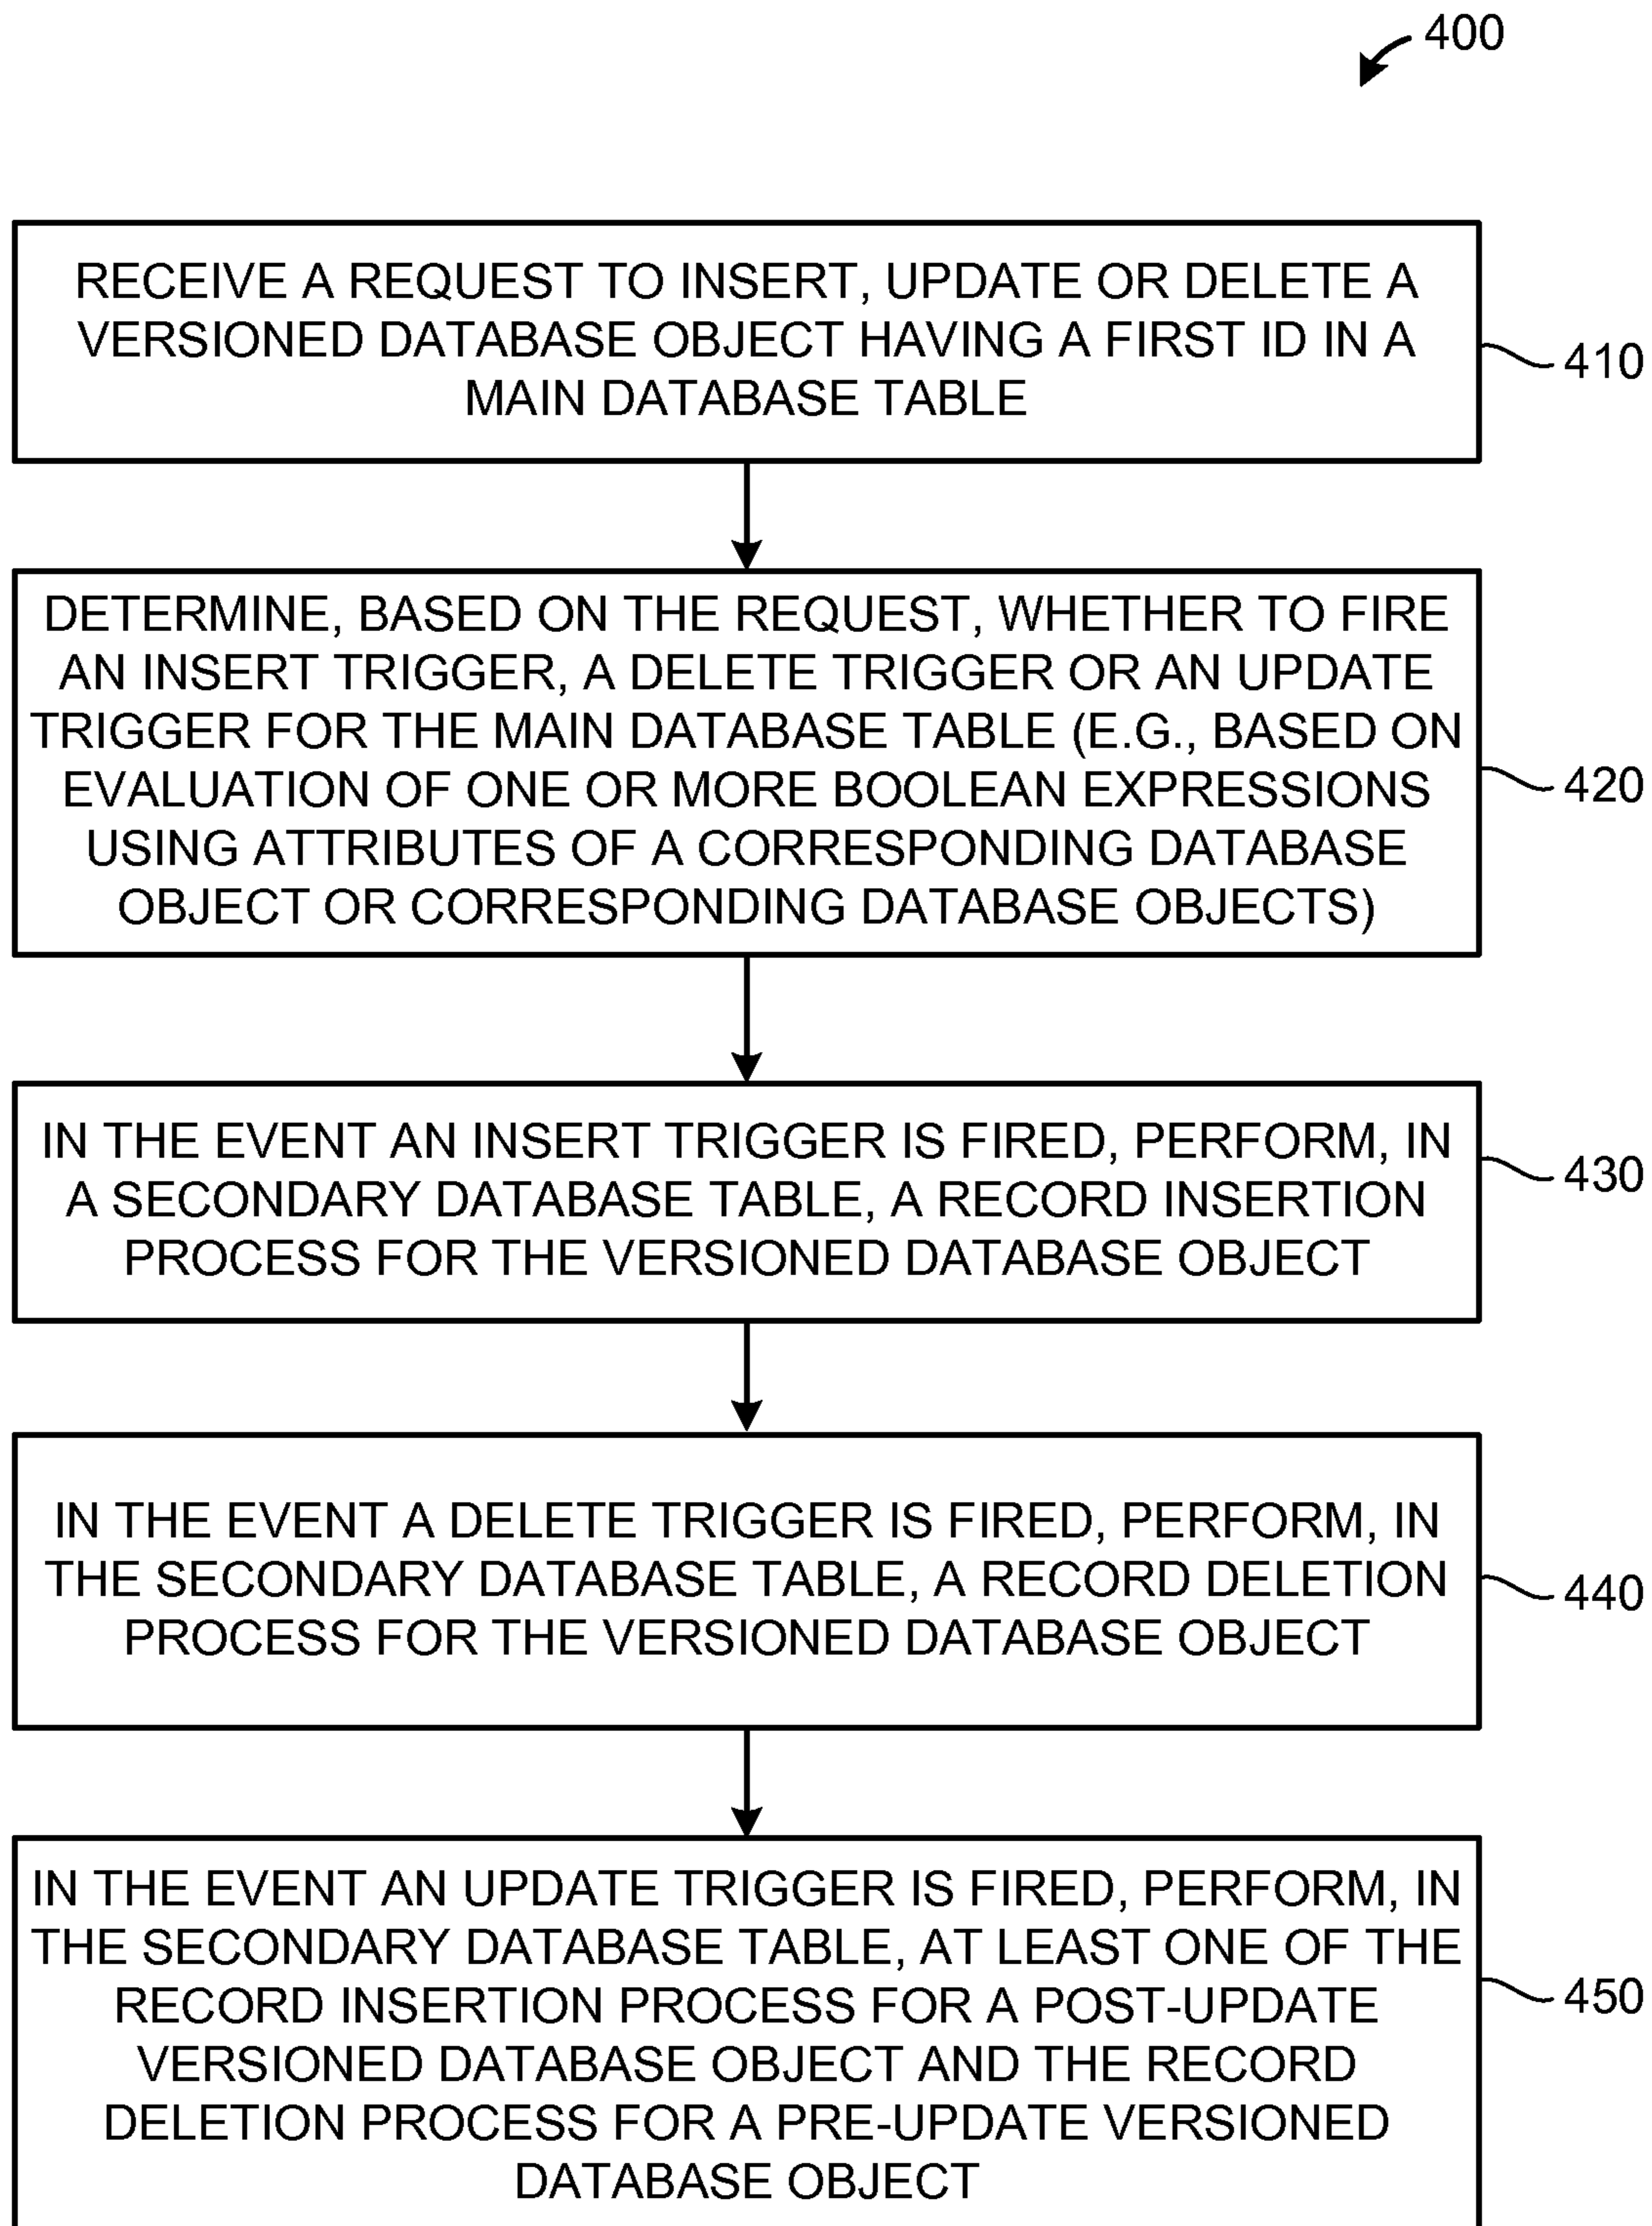 400
RECEIVE A REQUEST TO INSERT, UPDATE OR DELETE A
VERSIONED DATABASE OBJECT HAVING A FIRST ID IN A
MAIN DATABASE TABLE
410
DETERMINE, BASED ON THE REQUEST, WHETHER TO FIRE
AN INSERT TRIGGER, A DELETE TRIGGER OR AN UPDATE
TRIGGER FOR THE MAIN DATABASE TABLE (E.G., BASED ON
EVALUATION OF ONE OR MORE BOOLEAN EXPRESSIONS
USING ATTRIBUTES OF A CORRESPONDING DATABASE
OBJECT OR CORRESPONDING DATABASE OBJECTS)
420
IN THE EVENT AN INSERT TRIGGER IS FIRED, PERFORM, IN
A SECONDARY DATABASE TABLE, A RECORD INSERTION
PROCESS FOR THE VERSIONED DATABASE OBJECT
430
IN THE EVENT A DELETE TRIGGER IS FIRED, PERFORM, IN
THE SECONDARY DATABASE TABLE, A RECORD DELETION
PROCESS FOR THE VERSIONED DATABASE OBJECT
440
IN THE EVENT AN UPDATE TRIGGER IS FIRED, PERFORM, IN
THE SECONDARY DATABASE TABLE, AT LEAST ONE OF THE
RECORD INSERTION PROCESS FOR A POST-UPDATE
VERSIONED DATABASE OBJECT AND THE RECORD
DELETION PROCESS FOR A PRE-UPDATE VERSIONED
DATABASE OBJECT
450